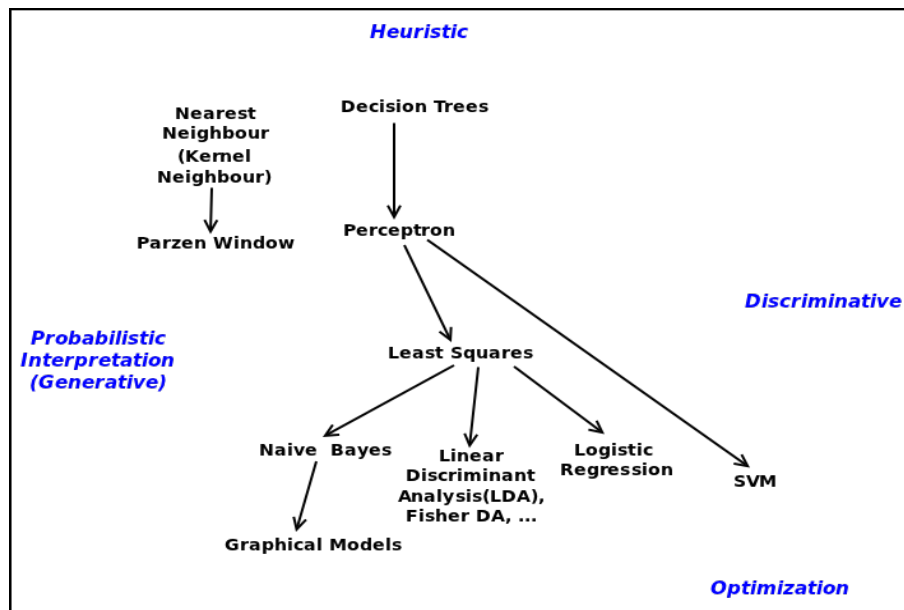 Heuristic
Decision Trees
Nearest
Neighbour
(Kernel
Neighbour)
Perceptron
Parzen Window
Discriminative
Probabilistic
Interpretation
(Generative)
Least Squares
Naive Bayes
Linear
Discriminant
Analysis(LDA),
Fisher DA, ...
Logistic
Regression
SVM
Graphical Models
Optimization